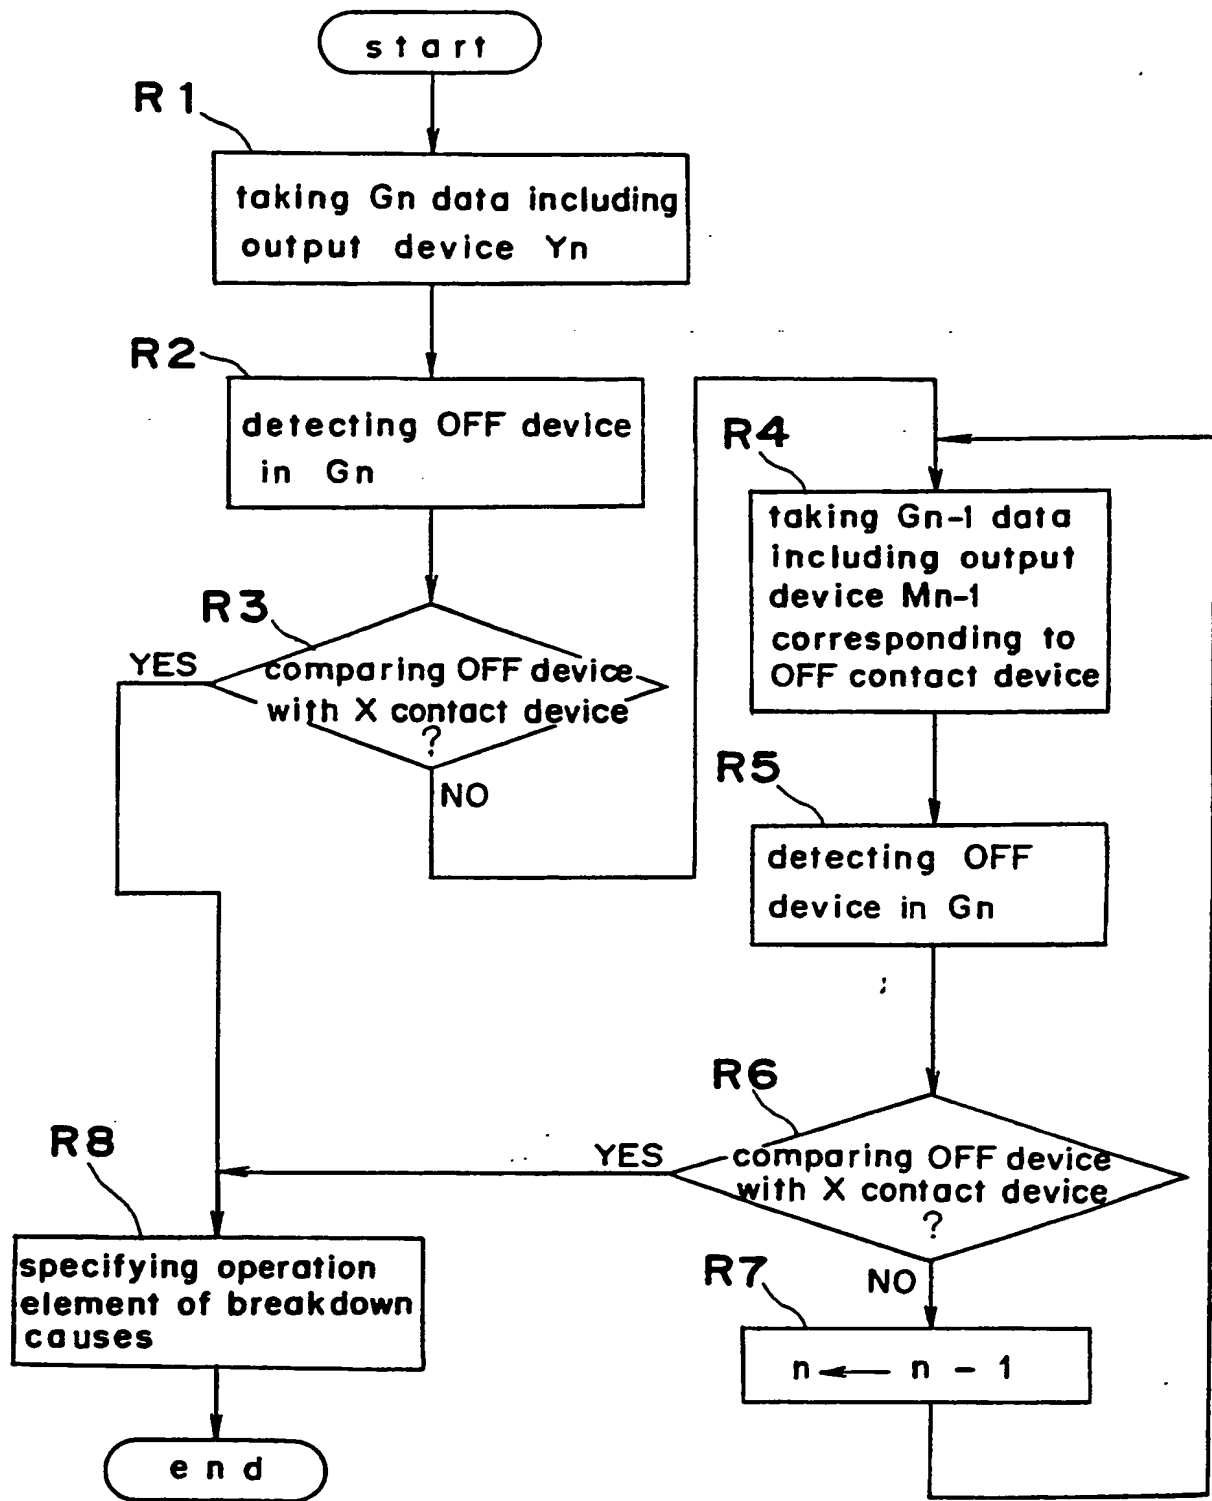 start
R1
taking Gn data including
output device Yn
R2
detecting OFF device
in Gn
R3
YES
comparing OFF device
with X contact device
?
NO
R4
taking Gn-1 data
including output
device Mn-1
corresponding to
OFF contact device
R5
detecting OFF
device in Gn
R6
YES
comparing OFF device
with X contact device
?
NO
R7
n ← n - 1
R8
specifying operation
element of breakdown
causes
end